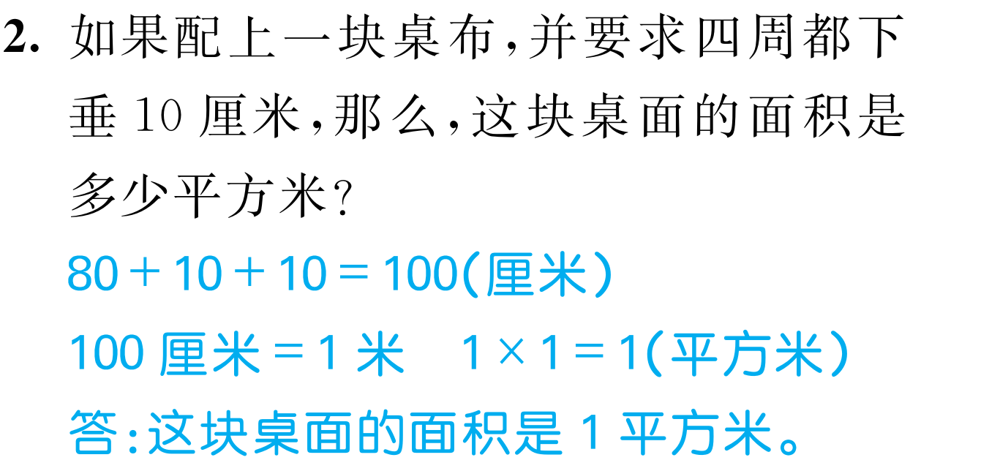 2. 如果配上一块桌布,并要求四周都下
垂 10 厘米,那么,这块桌面的面积是
多少平方米?
80+10+10=100(厘米)
100 厘米=1 米 1×1=1(平方米)
答:这块桌面的面积是 1 平方米。